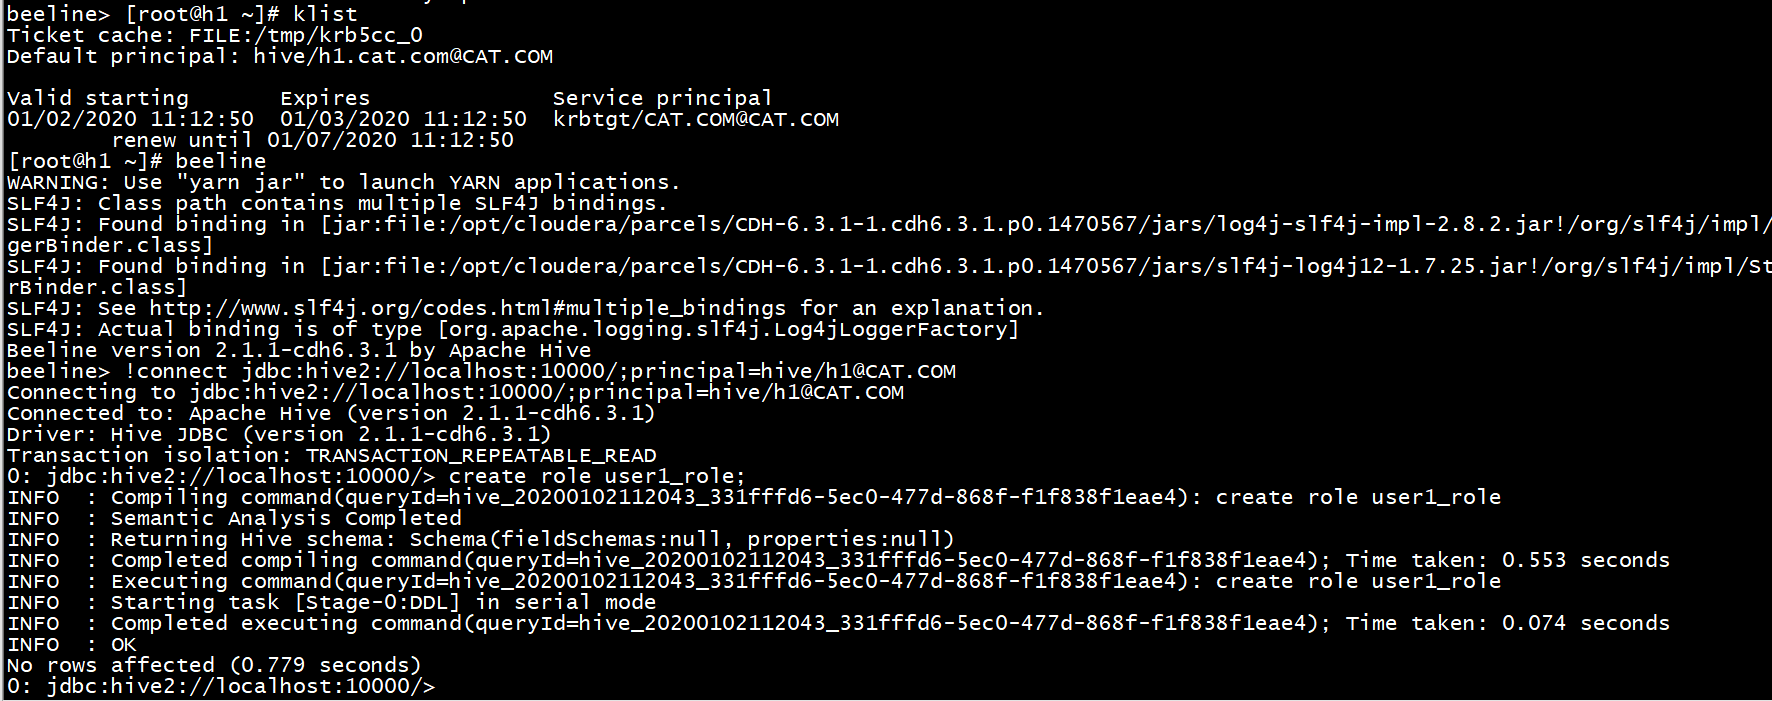 beeline> [root@h1 ~]# klist
Ticket cache: FILE:/tmp/krb5cc_0
Default principal: hive/h1.cat.com@CAT.COM
Valid starting       Expires              Service principal
01/02/2020 11:12:50  01/03/2020 11:12:50  krbtgt/CAT.COM@CAT.COM
        renew until 01/07/2020 11:12:50
[root@h1 ~]# beeline
WARNING: Use "yarn jar" to launch YARN applications.
SLF4J: Class path contains multiple SLF4J bindings.
SLF4J: Found binding in [jar:file:/opt/cloudera/parcels/CDH-6.3.1-1.cdh6.3.1.p0.1470567/jars/log4j-slf4j-impl-2.8.2.jar!/org/slf4j/impl/
gerBinder.class]
SLF4J: Found binding in [jar:file:/opt/cloudera/parcels/CDH-6.3.1-1.cdh6.3.1.p0.1470567/jars/slf4j-log4j12-1.7.25.jar!/org/slf4j/impl/St
rBinder.class]
SLF4J: See http://www.slf4j.org/codes.html#multiple_bindings for an explanation.
SLF4J: Actual binding is of type [org.apache.logging.slf4j.Log4jLoggerFactory]
Beeline version 2.1.1-cdh6.3.1 by Apache Hive
beeline> !connect jdbc:hive2://localhost:10000/;principal=hive/h1@CAT.COM
Connecting to jdbc:hive2://localhost:10000/;principal=hive/h1@CAT.COM
Connected to: Apache Hive (version 2.1.1-cdh6.3.1)
Driver: Hive JDBC (version 2.1.1-cdh6.3.1)
Transaction isolation: TRANSACTION_REPEATABLE_READ
0: jdbc:hive2://localhost:10000/> create role user1_role;
INFO  : Compiling command(queryId=hive_20200102112043_331fffd6-5ec0-477d-868f-f1f838f1eae4): create role user1_role
INFO  : Semantic Analysis Completed
INFO  : Returning Hive schema: Schema(fieldSchemas:null, properties:null)
INFO  : Completed compiling command(queryId=hive_20200102112043_331fffd6-5ec0-477d-868f-f1f838f1eae4); Time taken: 0.553 seconds
INFO  : Executing command(queryId=hive_20200102112043_331fffd6-5ec0-477d-868f-f1f838f1eae4): create role user1_role
INFO  : Starting task [Stage-0:DDL] in serial mode
INFO  : Completed executing command(queryId=hive_20200102112043_331fffd6-5ec0-477d-868f-f1f838f1eae4); Time taken: 0.074 seconds
INFO  : OK
No rows affected (0.779 seconds)
0: jdbc:hive2://localhost:10000/>